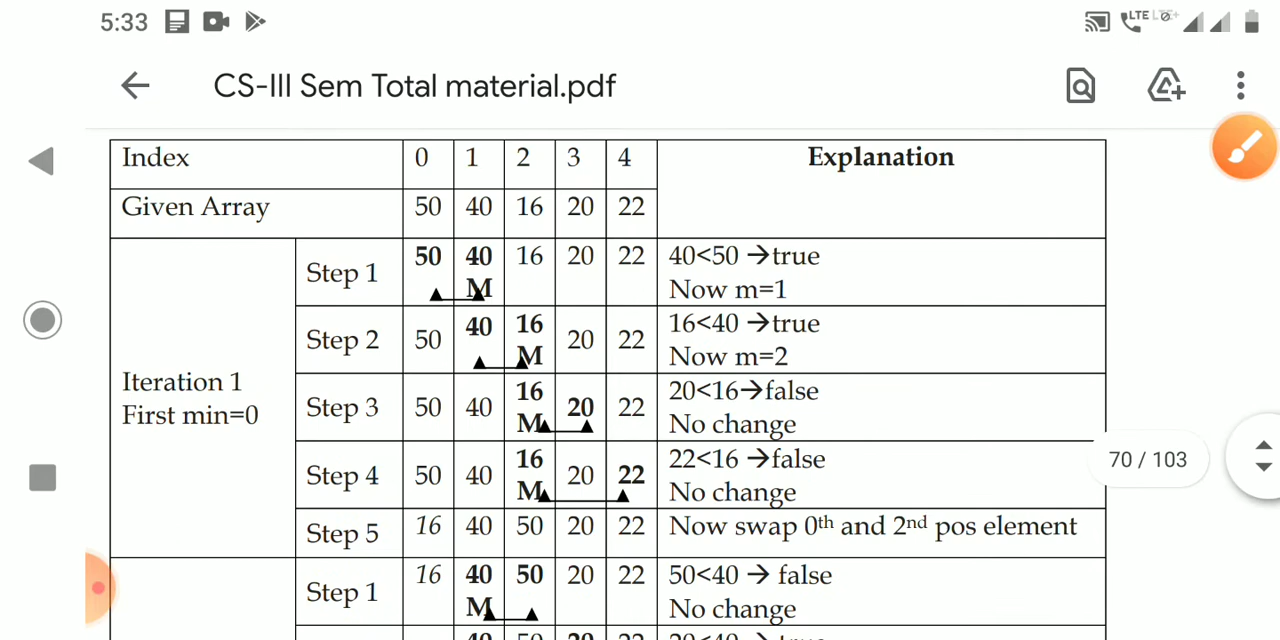 5:33
LTE LTE+
CS-III Sem Total material.pdf
Index 0 1 2 3 4 Explanation
Given Array 50 40 16 20 22
Iteration 1
First min=0
Step 1 50 40 16 20 22 40<50 →true
M Now m=1
Step 2 50 40 16 20 22 16<40 →true
M Now m=2
Step 3 50 40 16 20 22 20<16→false
M No change
Step 4 50 40 16 20 22 22<16 →false
M No change
Step 5 16 40 50 20 22 Now swap 0th and 2nd pos element
Step 1 16 40 50 20 22 50<40 → false
M No change
70 / 103